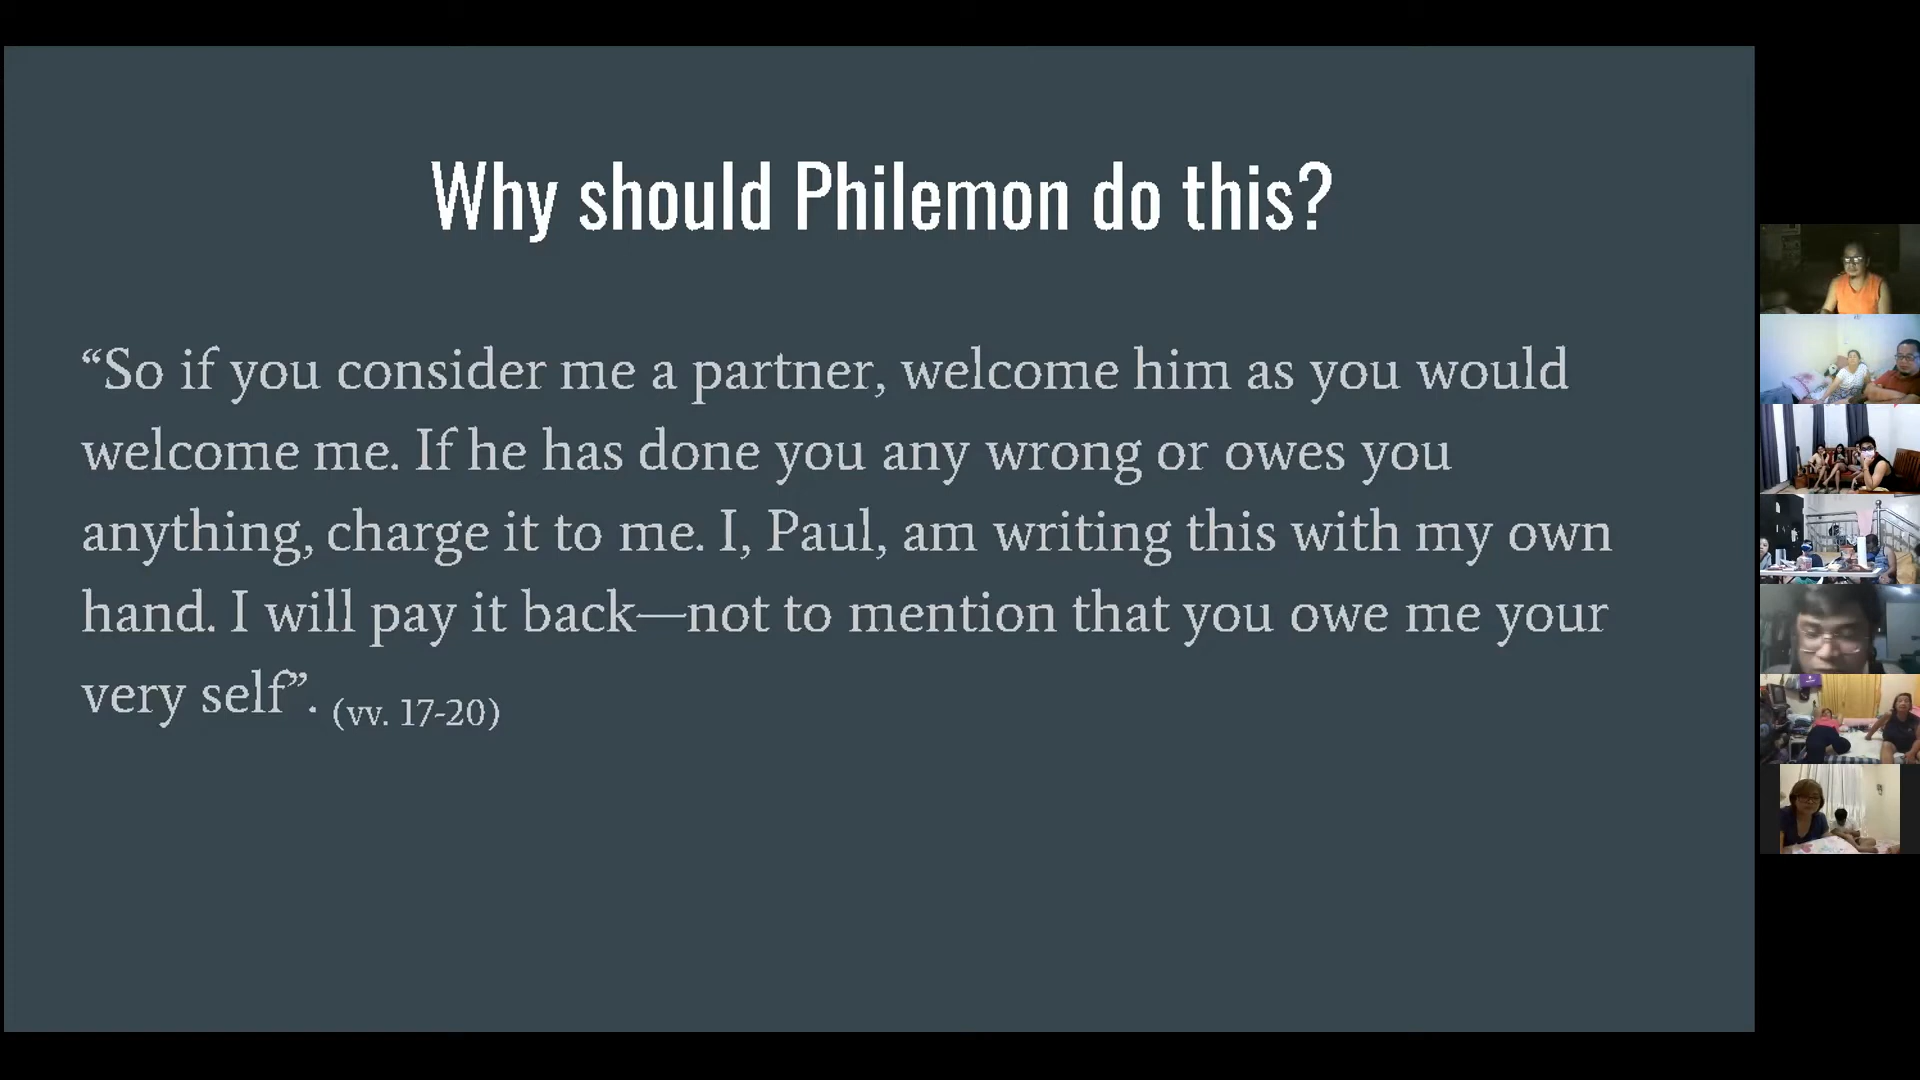 Why should Philemon do this?
“So if you consider me a partner, welcome him as you would
welcome me. If he has done you any wrong or owes you
anything, charge it to me. I, Paul, am writing this with my own
hand. I will pay it back—not to mention that you owe me your
very self”. (vv. 17-20)